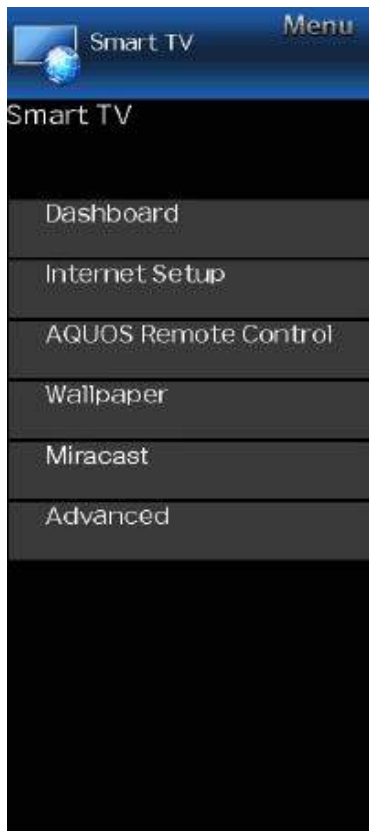 Smart TV
Menu
Smart TV
Dashboard
Internet Setup
AQUOS Remote Control
Wallpaper
Miracast
Advanced